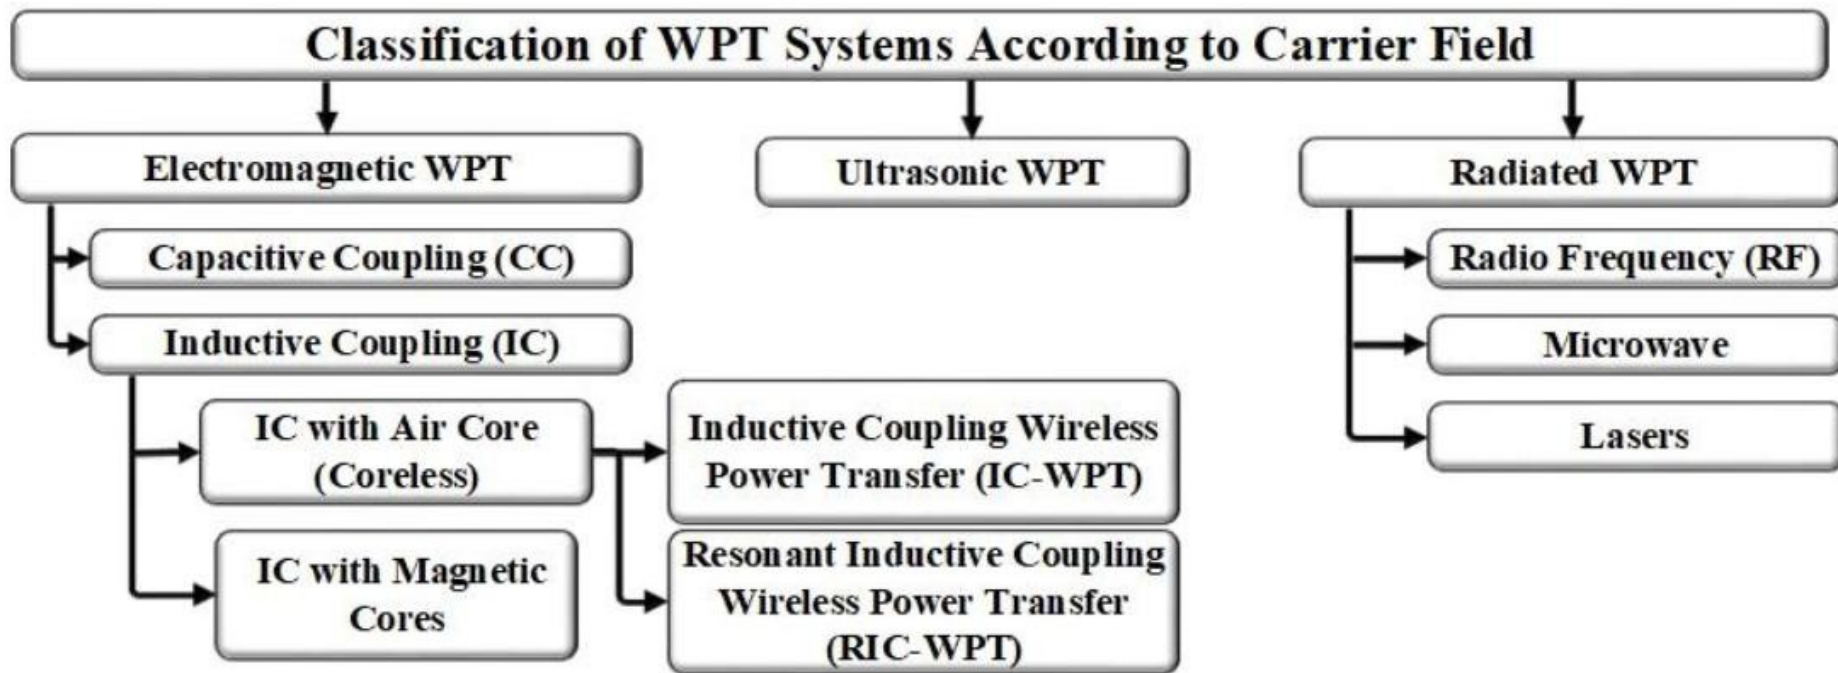 Classification of WPT Systems According to Carrier Field
Electromagnetic WPT
Ultrasonic WPT
Radiated WPT
Capacitive Coupling (CC)
Inductive Coupling (IC)
IC with Air Core
(Coreless)
IC with Magnetic
Cores
Inductive Coupling Wireless
Power Transfer (IC-WPT)
Resonant Inductive Coupling
Wireless Power Transfer
(RIC-WPT)
Radio Frequency (RF)
Microwave
Lasers